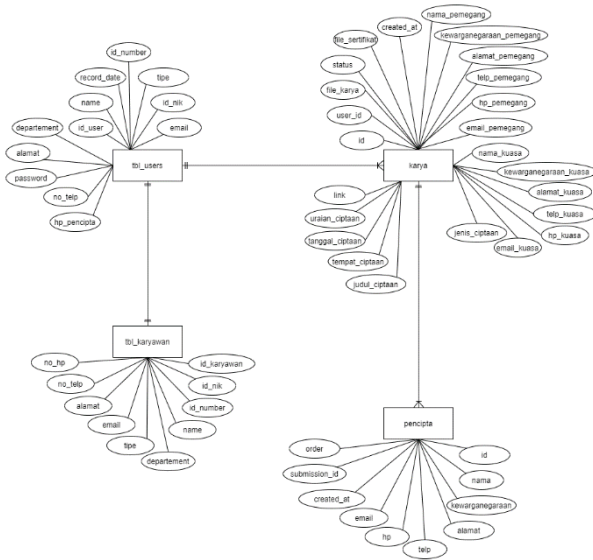 id_number
record_date
tipe
name
id_nik
id_user
email
departement
alamat
password
no_telp
hp_pencipta
tbl_users
nama_pemegang
created_at
kewarganegaraan_pemegang
file_sertifikat
alamat_pemegang
status
telp_pemegang
file_karya
hp_pemegang
user_id
email_pemegang
id
nama_kuasa
karya
kewarganegaraan_kuasa
link
alamat_kuasa
uraian_ciptaan
telp_kuasa
tanggal_ciptaan
jenis_ciptaan
hp_kuasa
email_kuasa
tempat_ciptaan
judul_ciptaan
tbl_karyawan
no_hp
id_karyawan
no_telp
id_nik
alamat
id_number
email
name
tipe
departement
pencipta
order
id
submission_id
nama
created_at
kewarganegaraan
email
alamat
hp
telp